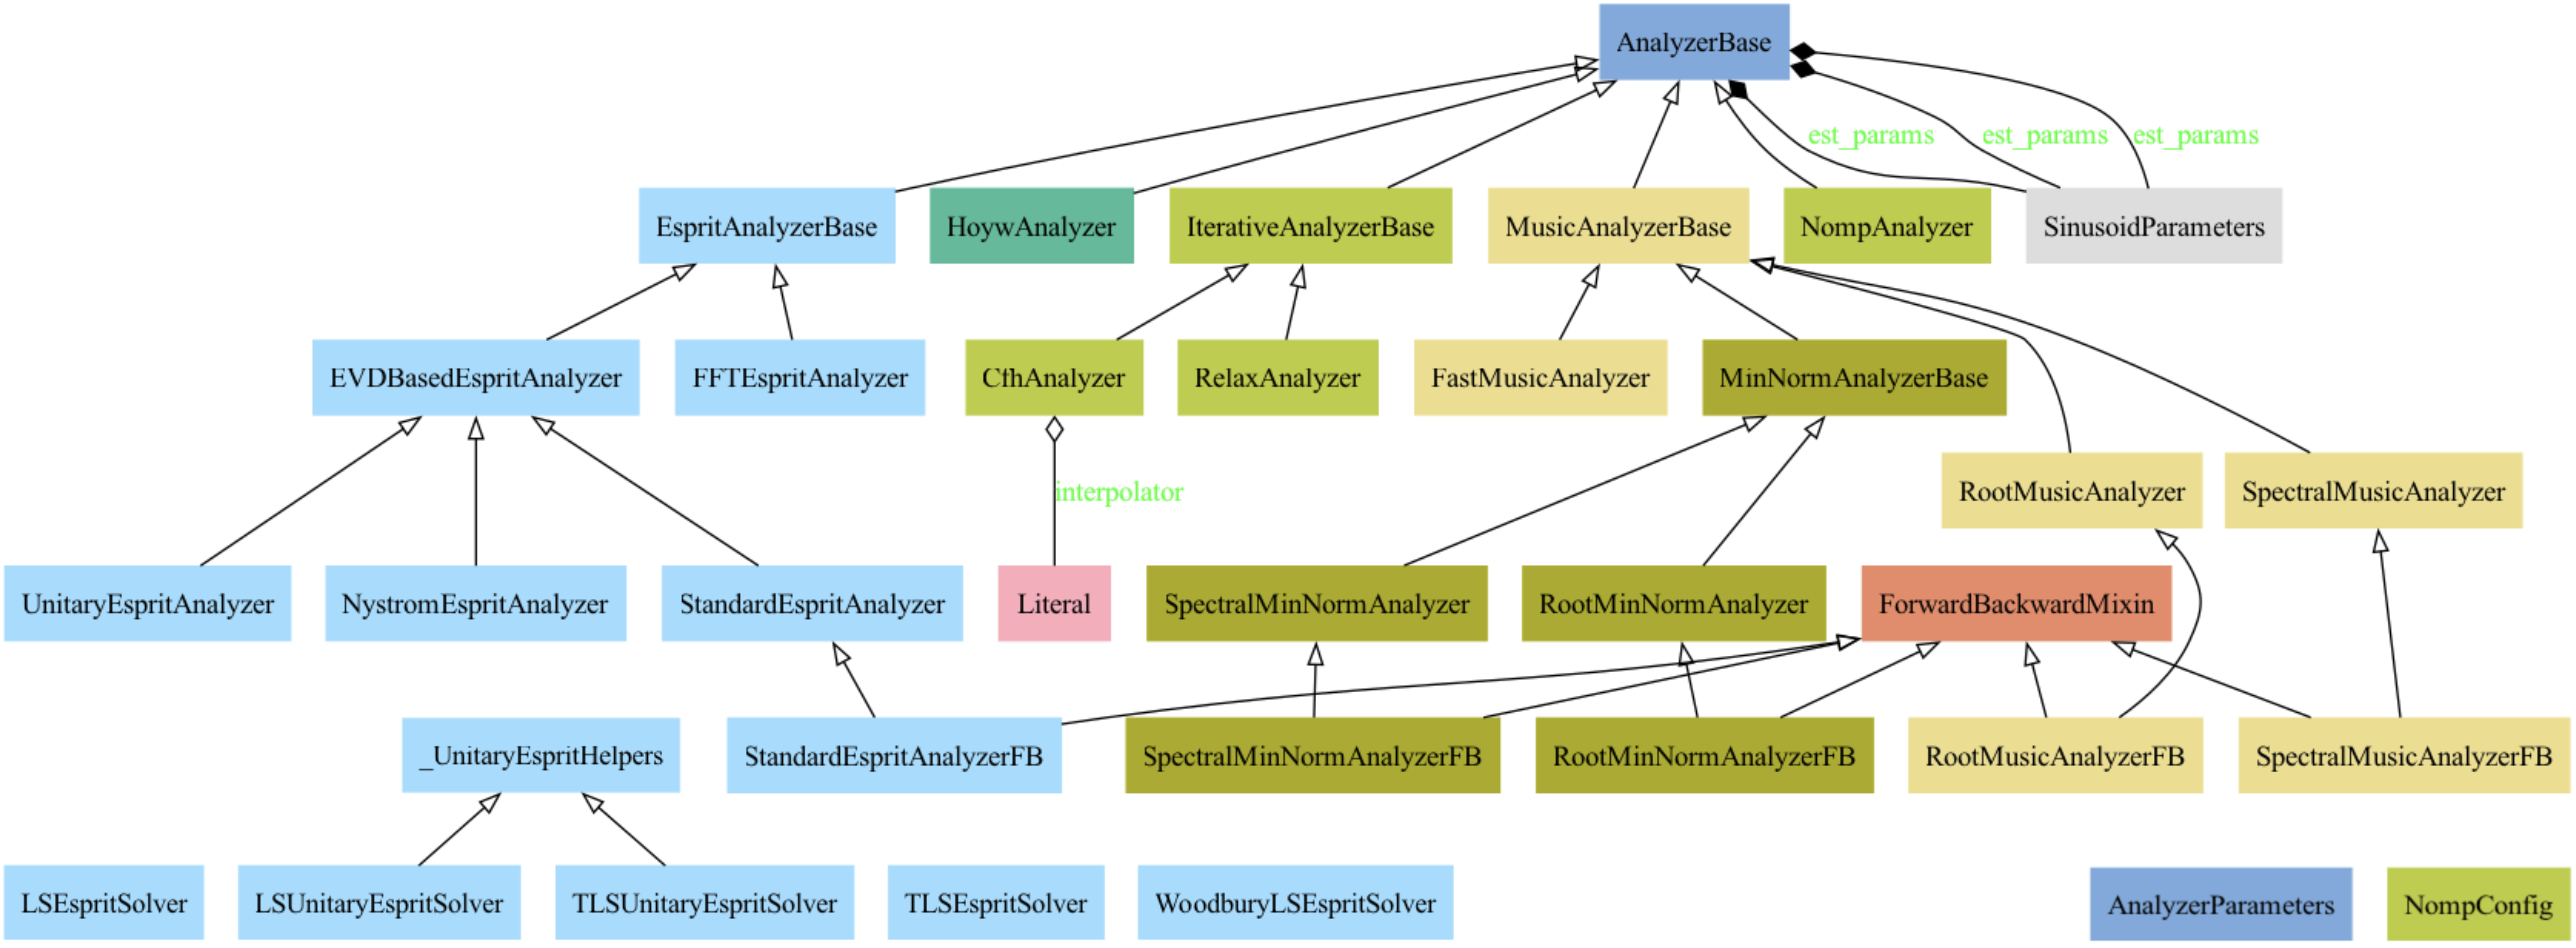 AnalyzerBase
est_params
est_params
est_params
EspritAnalyzerBase
HoywAnalyzer
IterativeAnalyzerBase
MusicAnalyzerBase
NompAnalyzer
SinusoidParameters
EVDBasedEspritAnalyzer
FFTEspritAnalyzer
CfhAnalyzer
RelaxAnalyzer
FastMusicAnalyzer
MinNormAnalyzerBase
interpolator
RootMusicAnalyzer
SpectralMusicAnalyzer
UnitaryEspritAnalyzer
NystromEspritAnalyzer
StandardEspritAnalyzer
Literal
SpectralMinNormAnalyzer
RootMinNormAnalyzer
ForwardBackwardMixin
_UnitaryEspritHelpers
StandardEspritAnalyzerFB
SpectralMinNormAnalyzerFB
RootMinNormAnalyzerFB
RootMusicAnalyzerFB
SpectralMusicAnalyzerFB
LSEspritSolver
LSUnitaryEspritSolver
TLSUnitaryEspritSolver
TLSEspritSolver
WoodburyLSEspritSolver
AnalyzerParameters
NompConfig